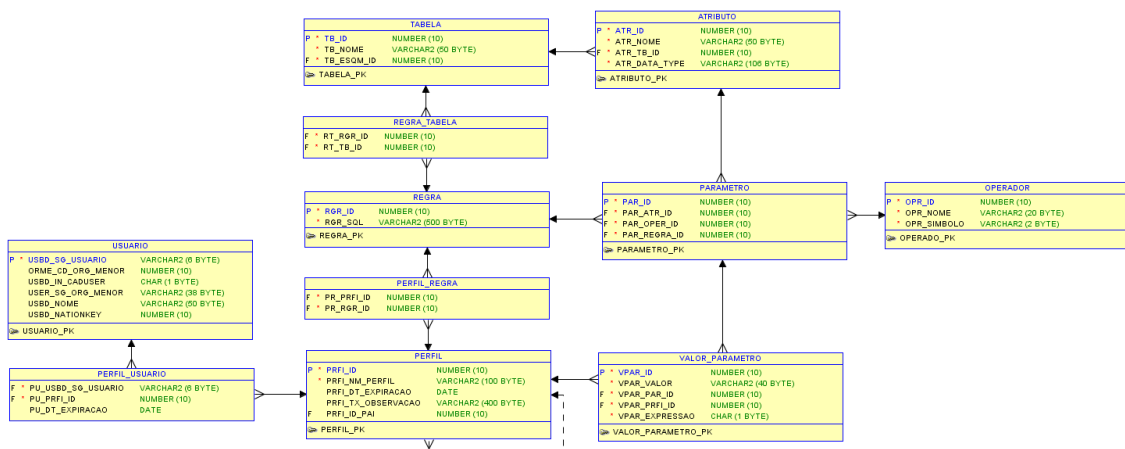 TABELA
P * TB_ID NUMBER (10)
* TB_NOME VARCHAR2 (50 BYTE)
F * TB_ESQM_ID NUMBER (10)
TABELA_PK
ATRIBUTO
P * ATR_ID NUMBER (10)
* ATR_NOME VARCHAR2 (50 BYTE)
F * ATR_TB_ID NUMBER (10)
* ATR_DATA_TYPE VARCHAR2 (106 BYTE)
ATRIBUTO_PK
REGRA_TABELA
F * RT_RGR_ID NUMBER (10)
F * RT_TB_ID NUMBER (10)
REGRA
P * RGR_ID NUMBER (10)
* RGR_SQL VARCHAR2 (500 BYTE)
REGRA_PK
PARAMETRO
P * PAR_ID NUMBER (10)
F * PAR_ATR_ID NUMBER (10)
F * PAR_OPER_ID NUMBER (10)
F * PAR_REGRA_ID NUMBER (10)
PARAMETRO_PK
OPERADOR
P * OPR_ID NUMBER (10)
* OPR_NOME VARCHAR2 (20 BYTE)
* OPR_SIMBOLO VARCHAR2 (2 BYTE)
OPERADO_PK
USUARIO
P * USBD_SG_USUARIO VARCHAR2 (6 BYTE)
ORME_CD_ORG_MENOR NUMBER (10)
USBD_IN_CADUSER CHAR (1 BYTE)
USER_SG_ORG_MENOR VARCHAR2 (38 BYTE)
USBD_NOME VARCHAR2 (50 BYTE)
USBD_NATIONKEY NUMBER (10)
USUARIO_PK
PERFIL_REGRA
F * PR_PRFI_ID NUMBER (10)
F * PR_RGR_ID NUMBER (10)
PERFIL_USUARIO
F * PU_USBD_SG_USUARIO VARCHAR2 (6 BYTE)
F * PU_PRFI_ID NUMBER (10)
PU_DT_EXPIRACAO DATE
PERFIL
P * PRFI_ID NUMBER (10)
* PRFI_NM_PERFIL VARCHAR2 (100 BYTE)
PRFI_DT_EXPIRACAO DATE
PRFI_TX_OBSERVACAO VARCHAR2 (400 BYTE)
F PRFI_ID_PAI NUMBER (10)
PERFIL_PK
VALOR_PARAMETRO
P * VPAR_ID NUMBER (10)
* VPAR_VALOR VARCHAR2 (40 BYTE)
F * VPAR_PAR_ID NUMBER (10)
F * VPAR_PRFI_ID NUMBER (10)
* VPAR_EXPRESSAO CHAR (1 BYTE)
VALOR_PARAMETRO_PK